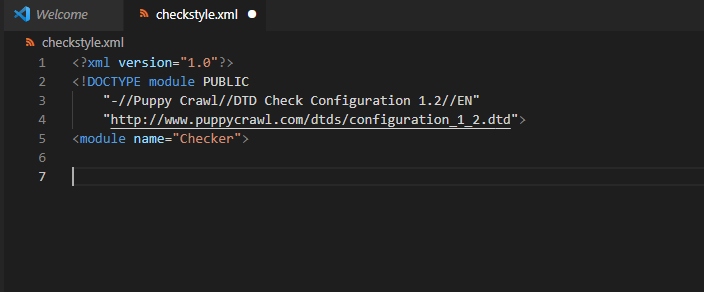 Welcome
checkstyle.xml
checkstyle.xml
1 <?xml version="1.0"?>
2 <!DOCTYPE module PUBLIC
3 "-//Puppy Crawl//DTD Check Configuration 1.2//EN"
4 "http://www.puppycrawl.com/dtds/configuration_1_2.dtd">
5 <module name="Checker">
6
7